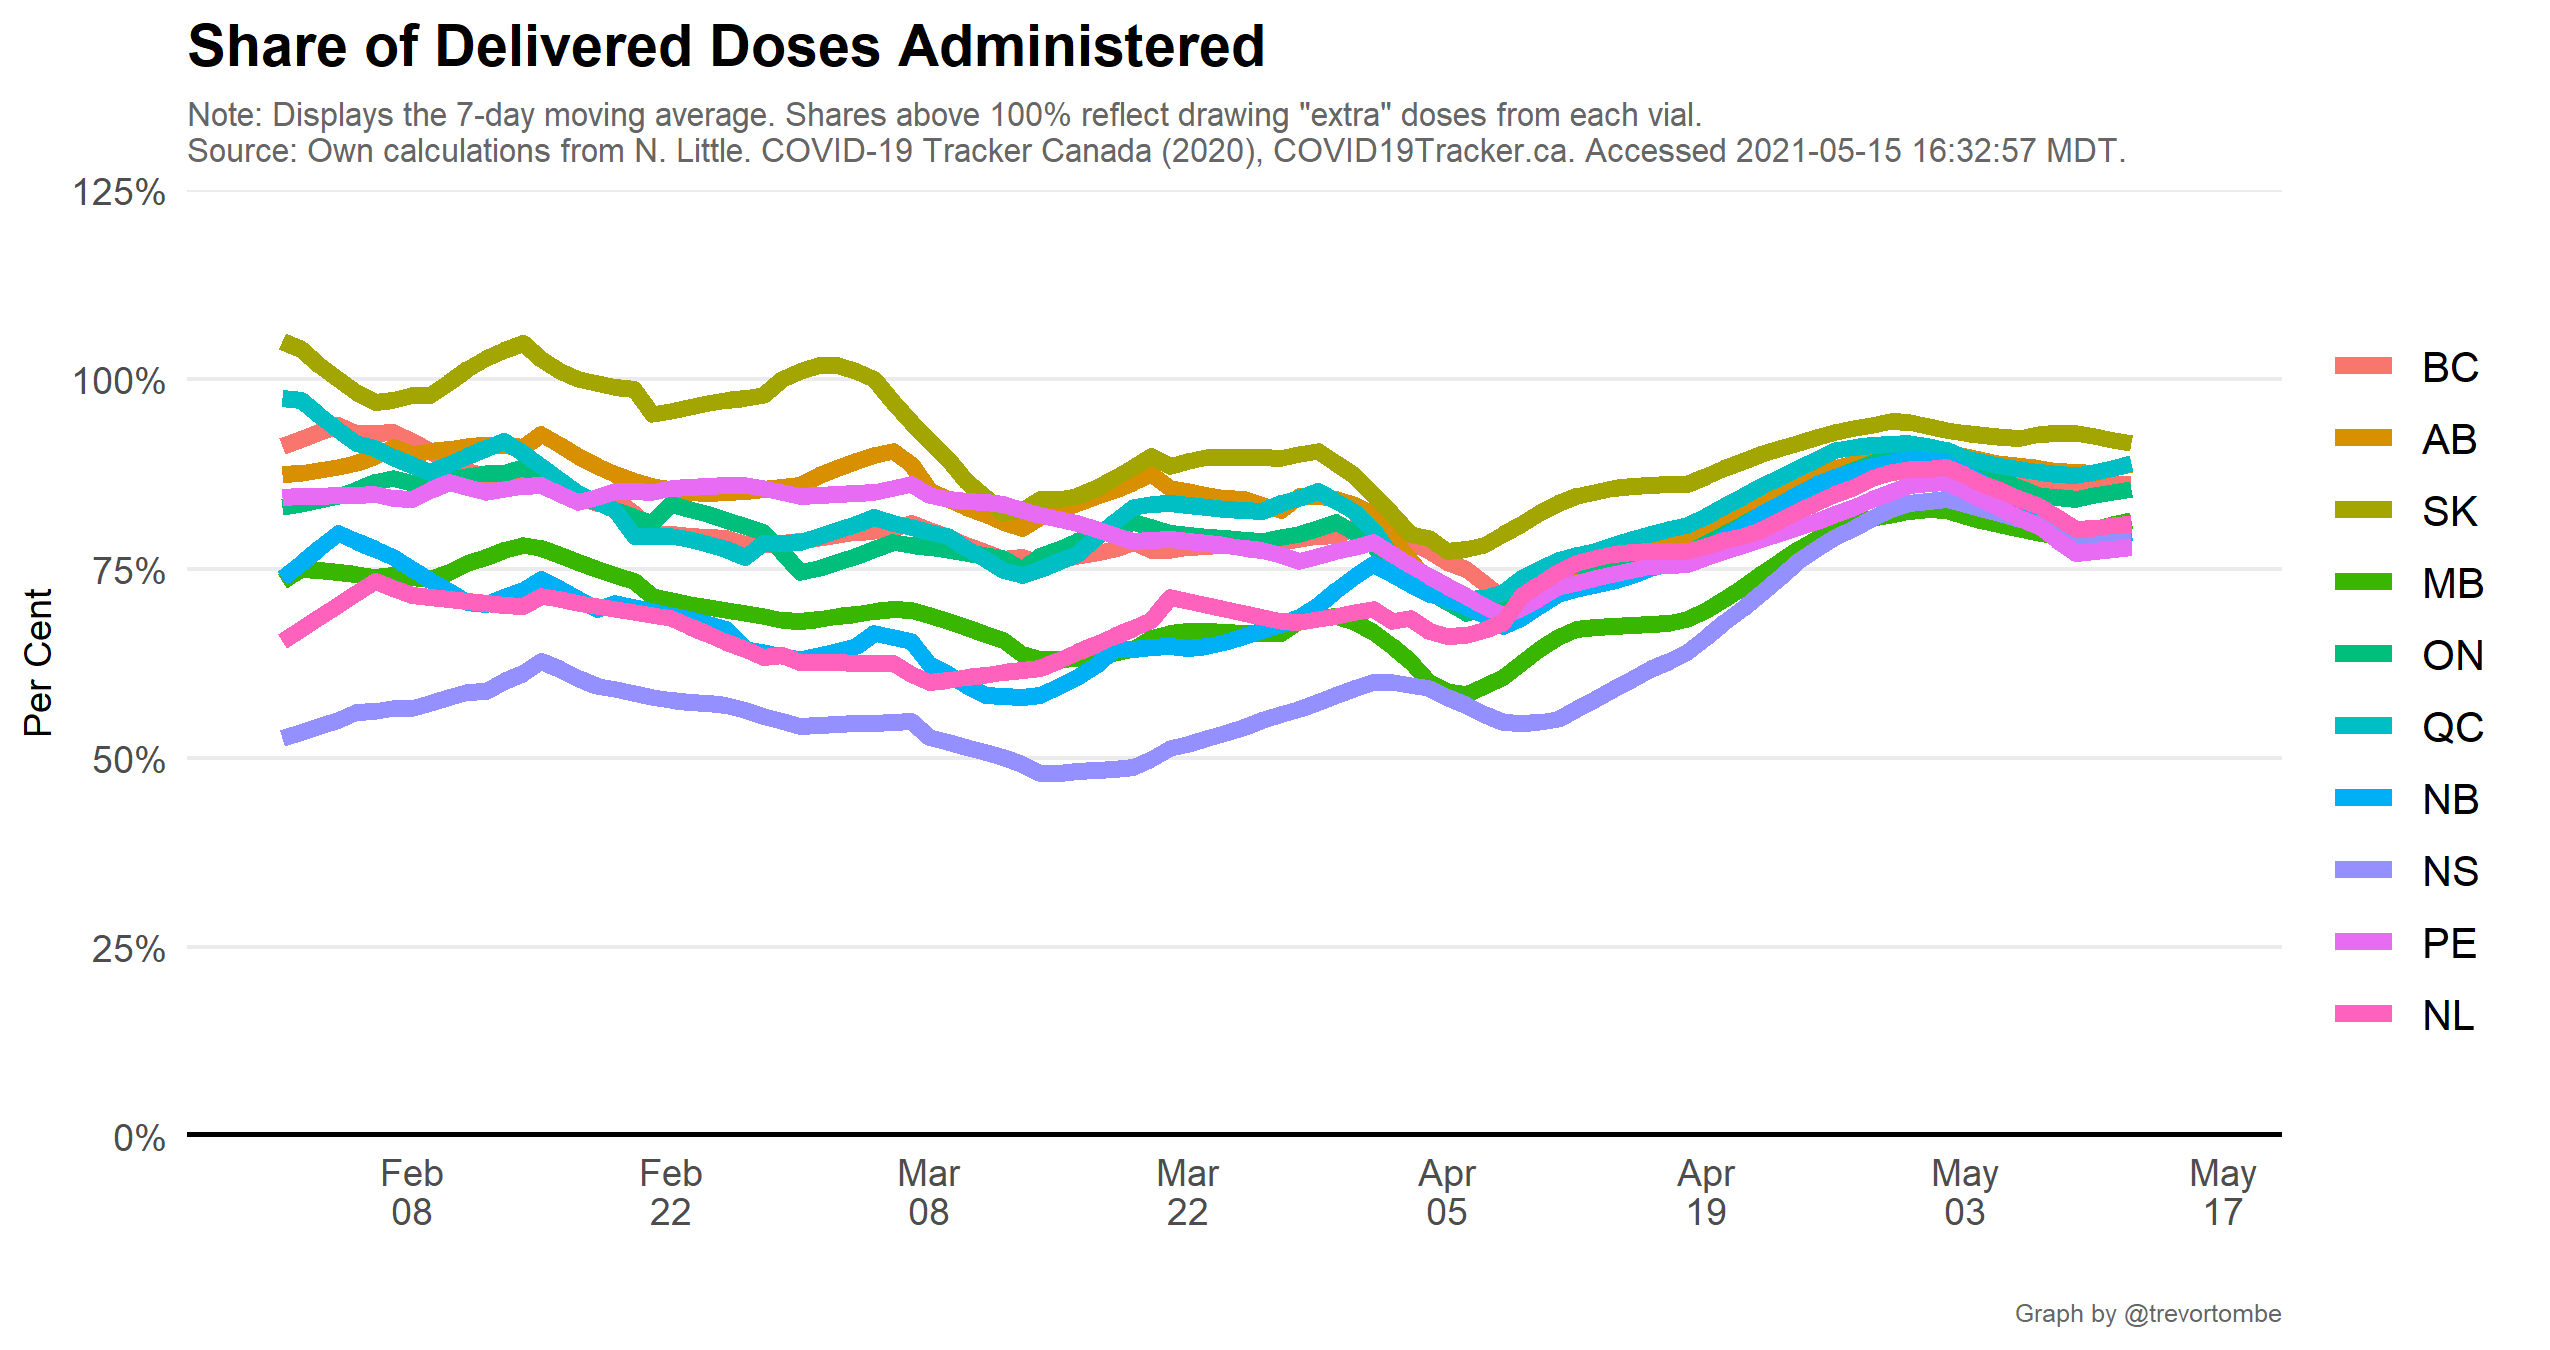 Share of Delivered Doses Administered
Note: Displays the 7-day moving average. Shares above 100% reflect drawing "extra" doses from each vial.
Source: Own calculations from N. Little. COVID-19 Tracker Canada (2020), COVID19Tracker.ca. Accessed 2021-05-15 16:32:57 MDT.
125%
100%
75%
50%
25%
0%
Per Cent
Feb
08
Feb
22
Mar
08
Mar
22
Apr
05
Apr
19
May
03
May
17
BC
AB
SK
MB
ON
QC
NB
NS
PE
NL
Graph by @trevortombe